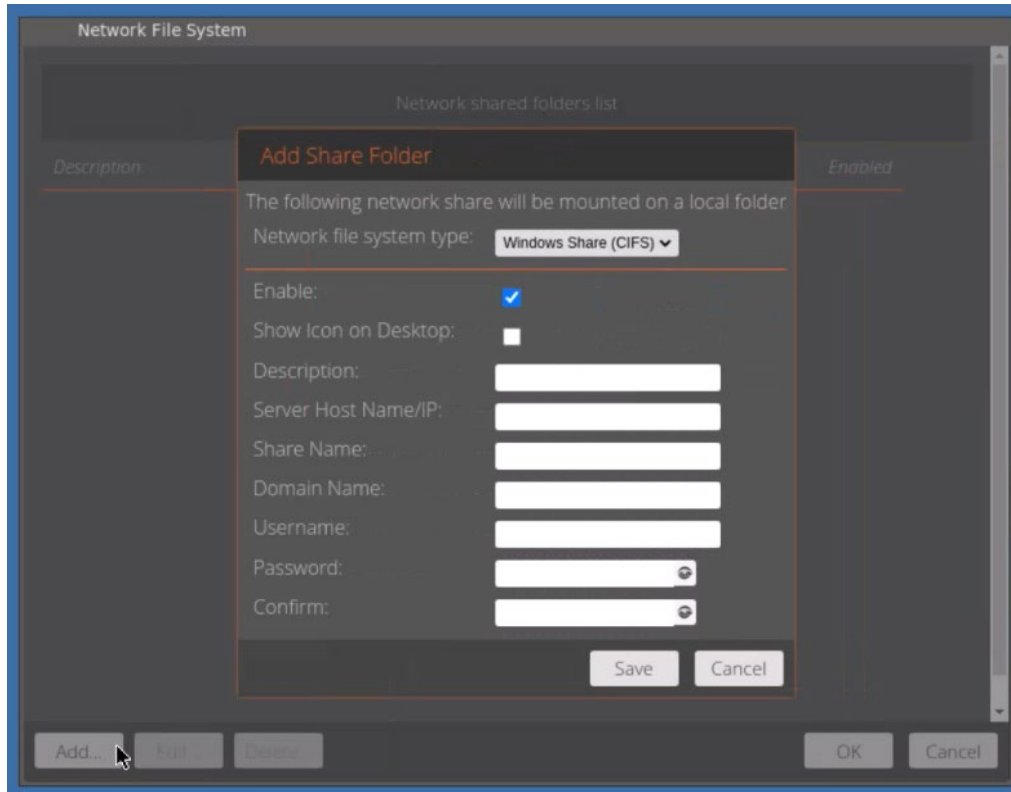 Network File System
Network shared folders list
Description
Enabled
Add Share Folder
The following network share will be mounted on a local folder
Network file system type:
Windows Share (CIFS)
Enable:
Show Icon on Desktop:
Description:
Server Host Name/IP:
Share Name:
Domain Name:
Username:
Password:
Confirm:
Save Cancel
Add... Edit... Delete... OK Cancel